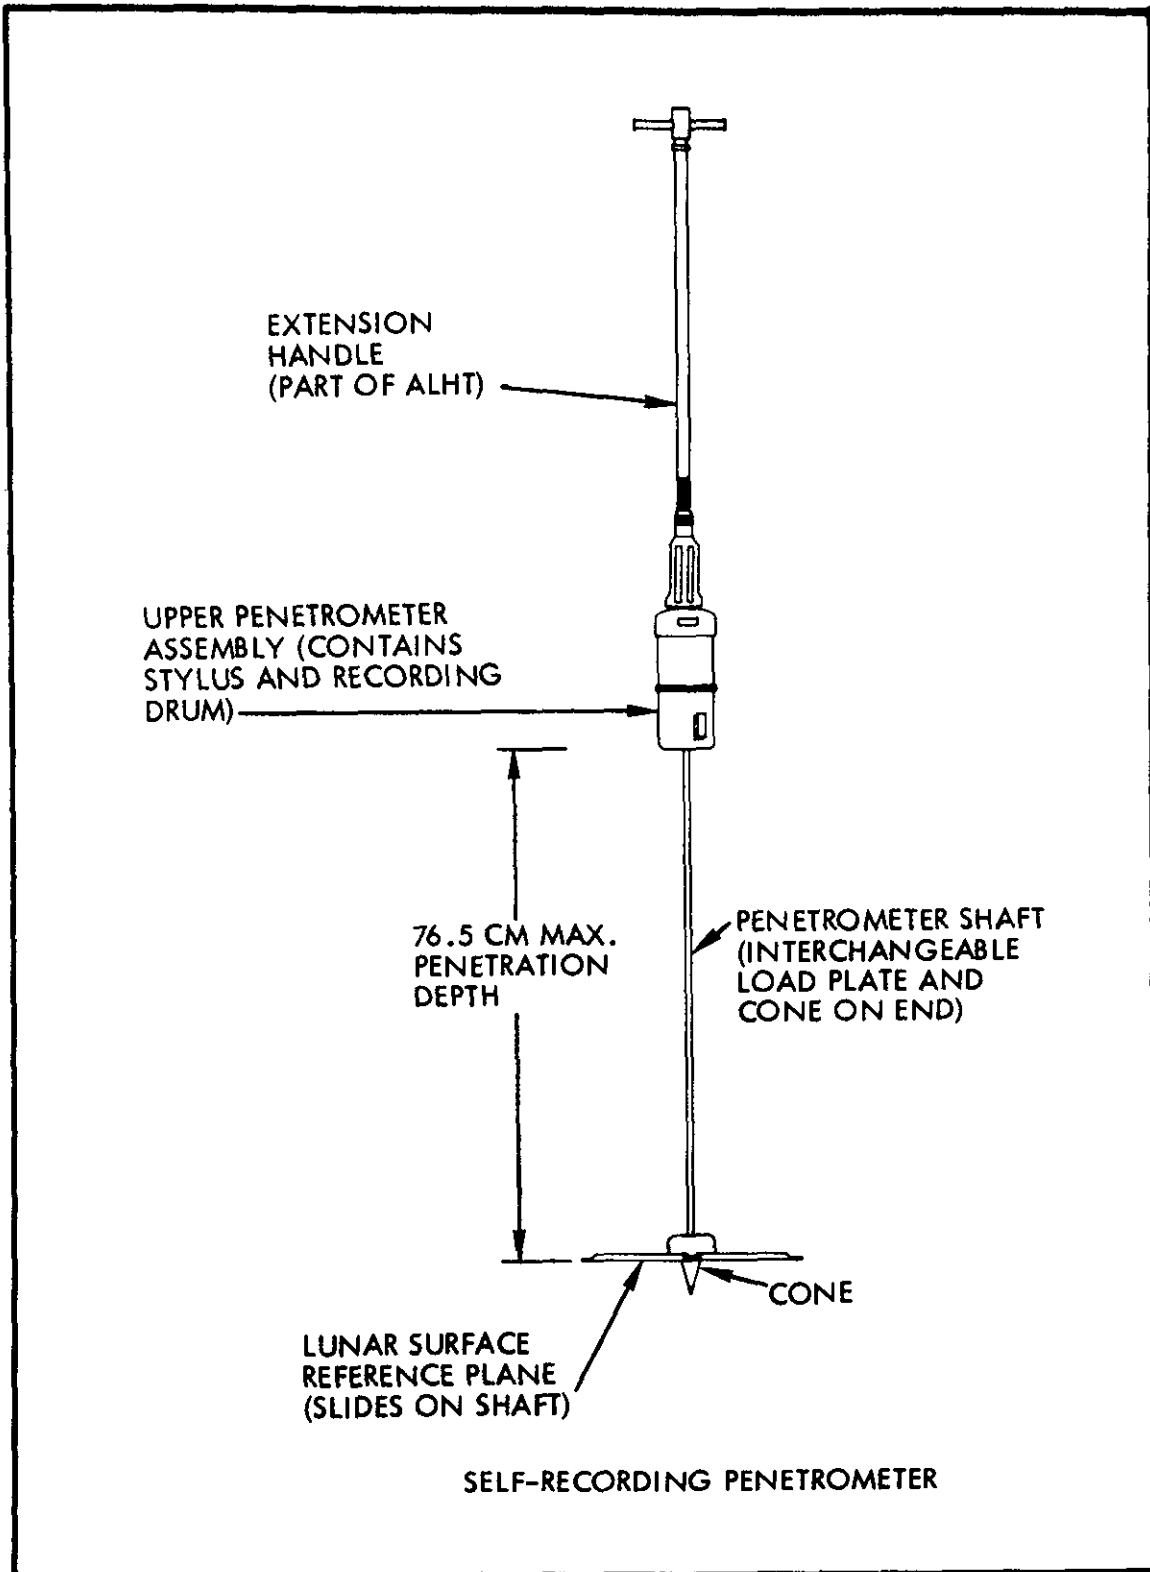 EXTENSION
HANDLE
(PART OF ALHT)
UPPER PENETROMETER
ASSEMBLY (CONTAINS
STYLUS AND RECORDING
DRUM)
76.5 CM MAX.
PENETRATION
DEPTH
PENETROMETER SHAFT
(INTERCHANGEABLE
LOAD PLATE AND
CONE ON END)
CONE
LUNAR SURFACE
REFERENCE PLANE
(SLIDES ON SHAFT)
SELF-RECORDING PENETROMETER